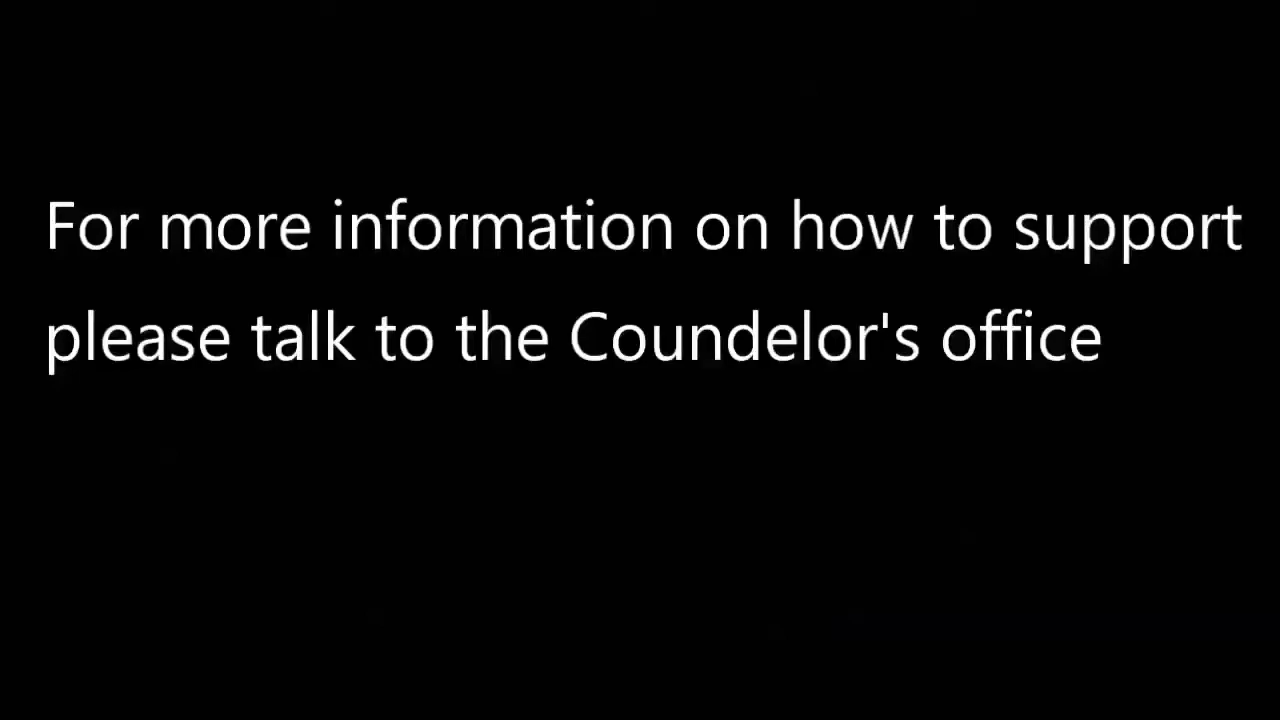 For more information on how to support
please talk to the Coundelor's office